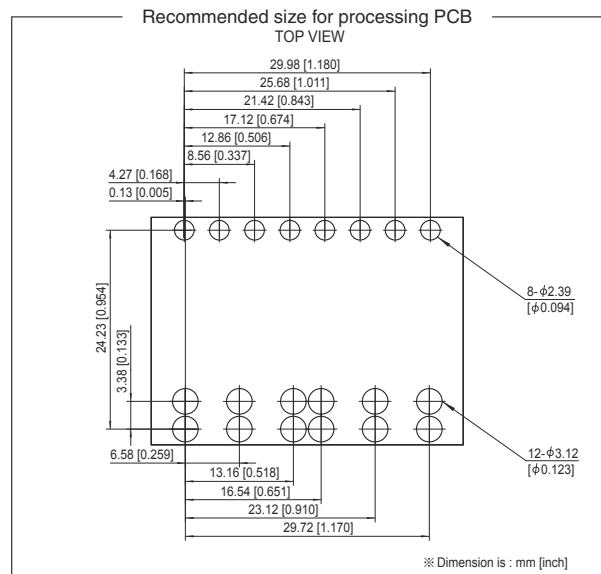 Recommended size for processing PCB
TOP VIEW
29.98 [1.180]
25.68 [1.011]
21.42 [0.843]
17.12 [0.674]
12.86 [0.506]
8.56 [0.337]
4.27 [0.168]
0.13 [0.005]
8-ϕ2.39
[ϕ0.094]
24.23 [0.954]
3.38 [0.133]
12-ϕ3.12
[ϕ0.123]
6.58 [0.259]
13.16 [0.518]
16.54 [0.651]
23.12 [0.910]
29.72 [1.170]
※ Dimension is : mm [inch]